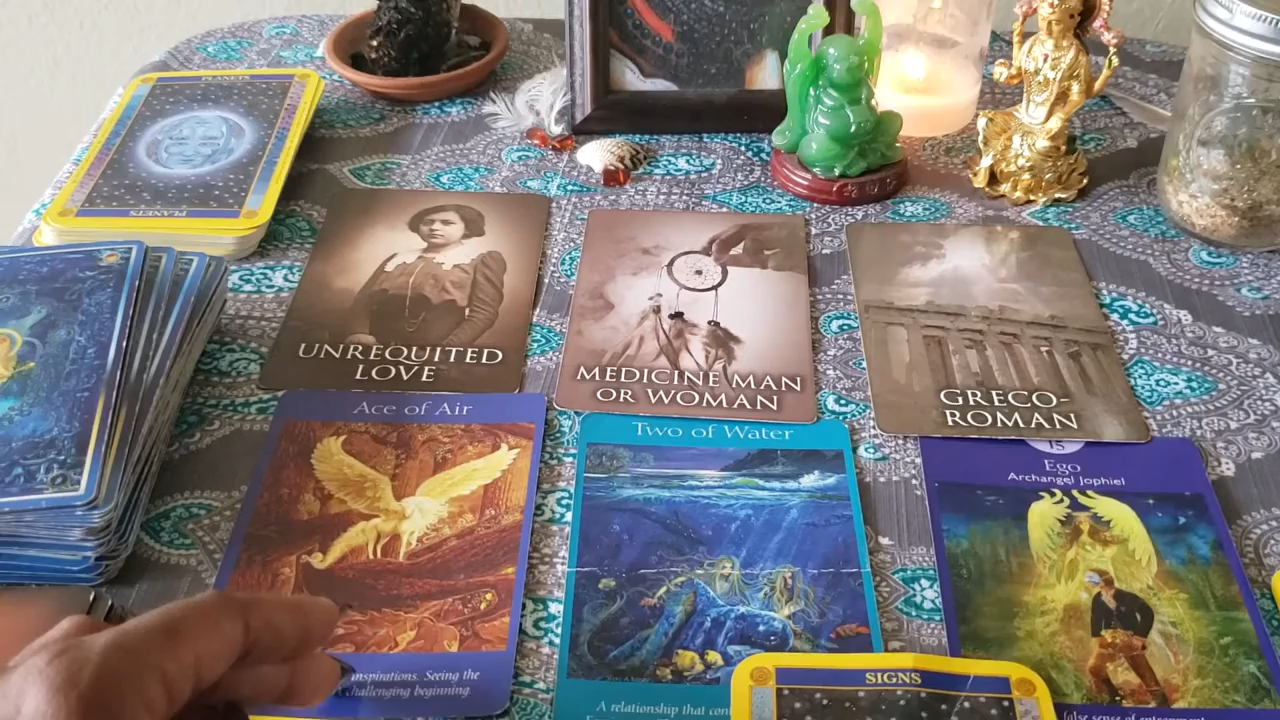 PLANETS
PLANETS
UNREQUITED
LOVE
MEDICINE MAN
OR WOMAN
GRECO-
ROMAN
Ace of Air
inspirations. Seeing the
challenging beginning.
Two of Water
A relationship that
15
Ego
Archangel Jophiel
false sense of entrapment
SIGNS